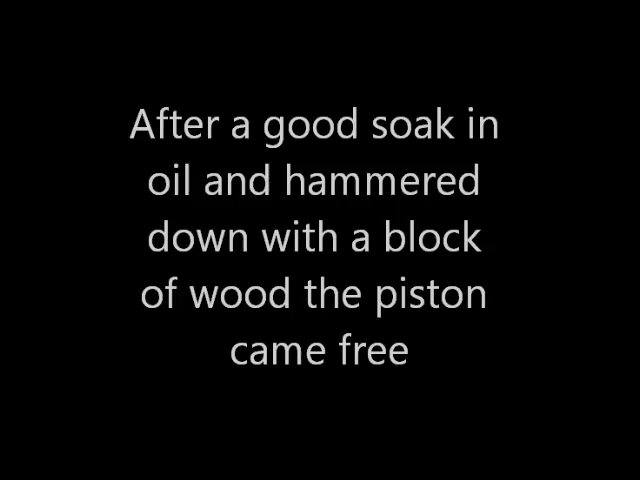 After a good soak in
oil and hammered
down with a block
of wood the piston
came free